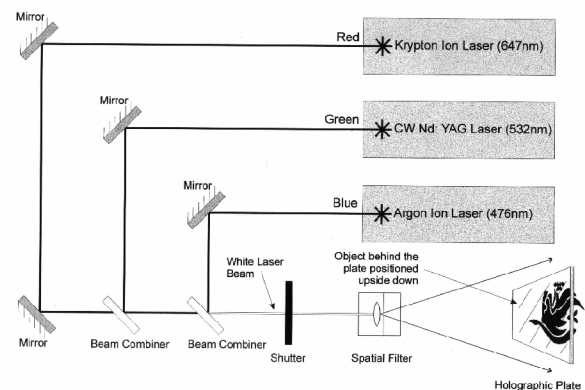 Mirror
Red
Krypton Ion Laser (647nm)
Mirror
Green
CW Nd: YAG Laser (532nm)
Mirror
Blue
Argon Ion Laser (476nm)
White Laser
Beam
Object behind the
plate positioned
upside down
Mirror
Beam Combiner
Beam Combiner
Shutter
Spatial Filter
Holographic Plate